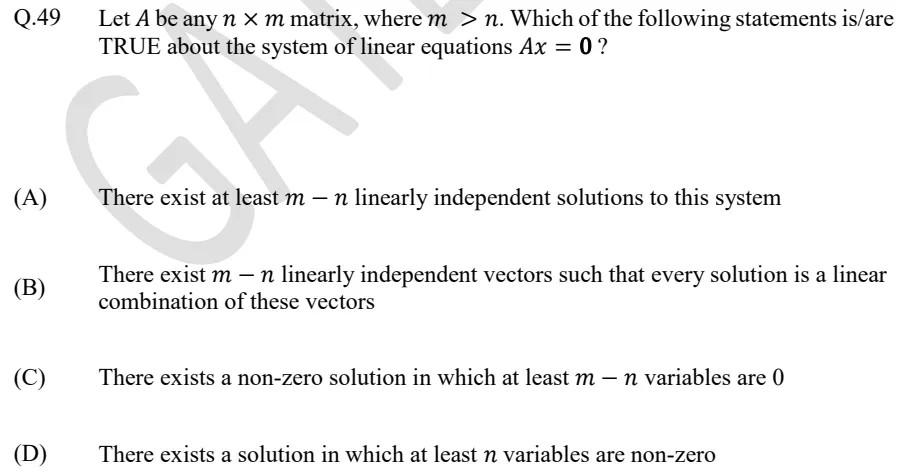 Q.49 Let A be any n × m matrix, where m > n. Which of the following statements is/are
TRUE about the system of linear equations Ax = 0 ?
(A) There exist at least m − n linearly independent solutions to this system
(B) There exist m − n linearly independent vectors such that every solution is a linear
combination of these vectors
(C) There exists a non-zero solution in which at least m − n variables are 0
(D) There exists a solution in which at least n variables are non-zero